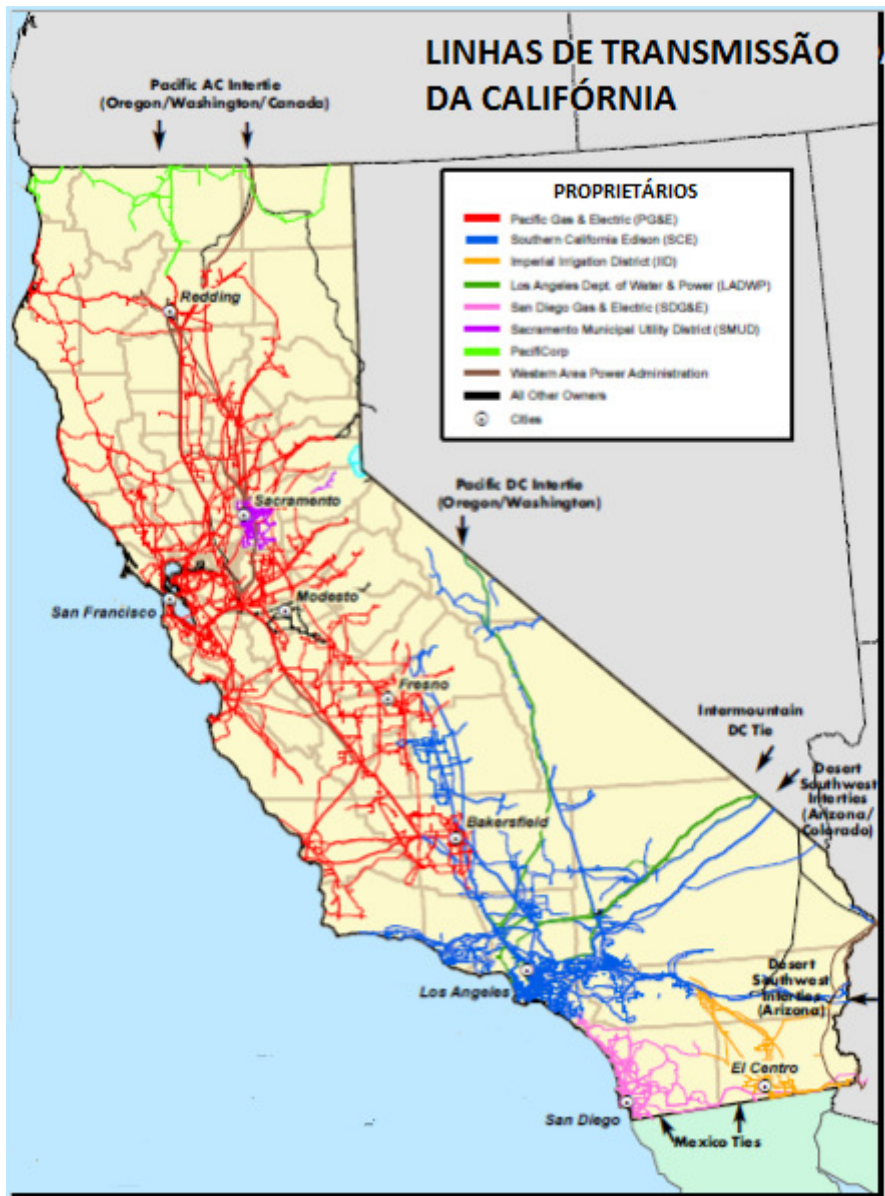 LINHAS DE TRANSMISSÃO
DA CALIFÓRNIA
Pacific AC Intertie
(Oregon/Washington/Canada)
PROPRIETÁRIOS
Pacific Gas & Electric (PG&E)
Southern California Edison (SCE)
Imperial Irrigation District (IID)
Los Angeles Dept. of Water & Power (LADWP)
San Diego Gas & Electric (SDG&E)
Sacramento Municipal Utility District (SMUD)
PacifiCorp
Western Area Power Administration
All Other Owners
Cities
Redding
Pacific DC Intertie
(Oregon/Washington)
Sacramento
San Francisco
Modesto
Fresno
Intermountain
DC Tie
Desert
Southwest
Interties
(Arizona/
Colorado)
Bakersfield
Los Angeles
Desert
Southwest
Interties
(Arizona)
El Centro
San Diego
Mexico Ties